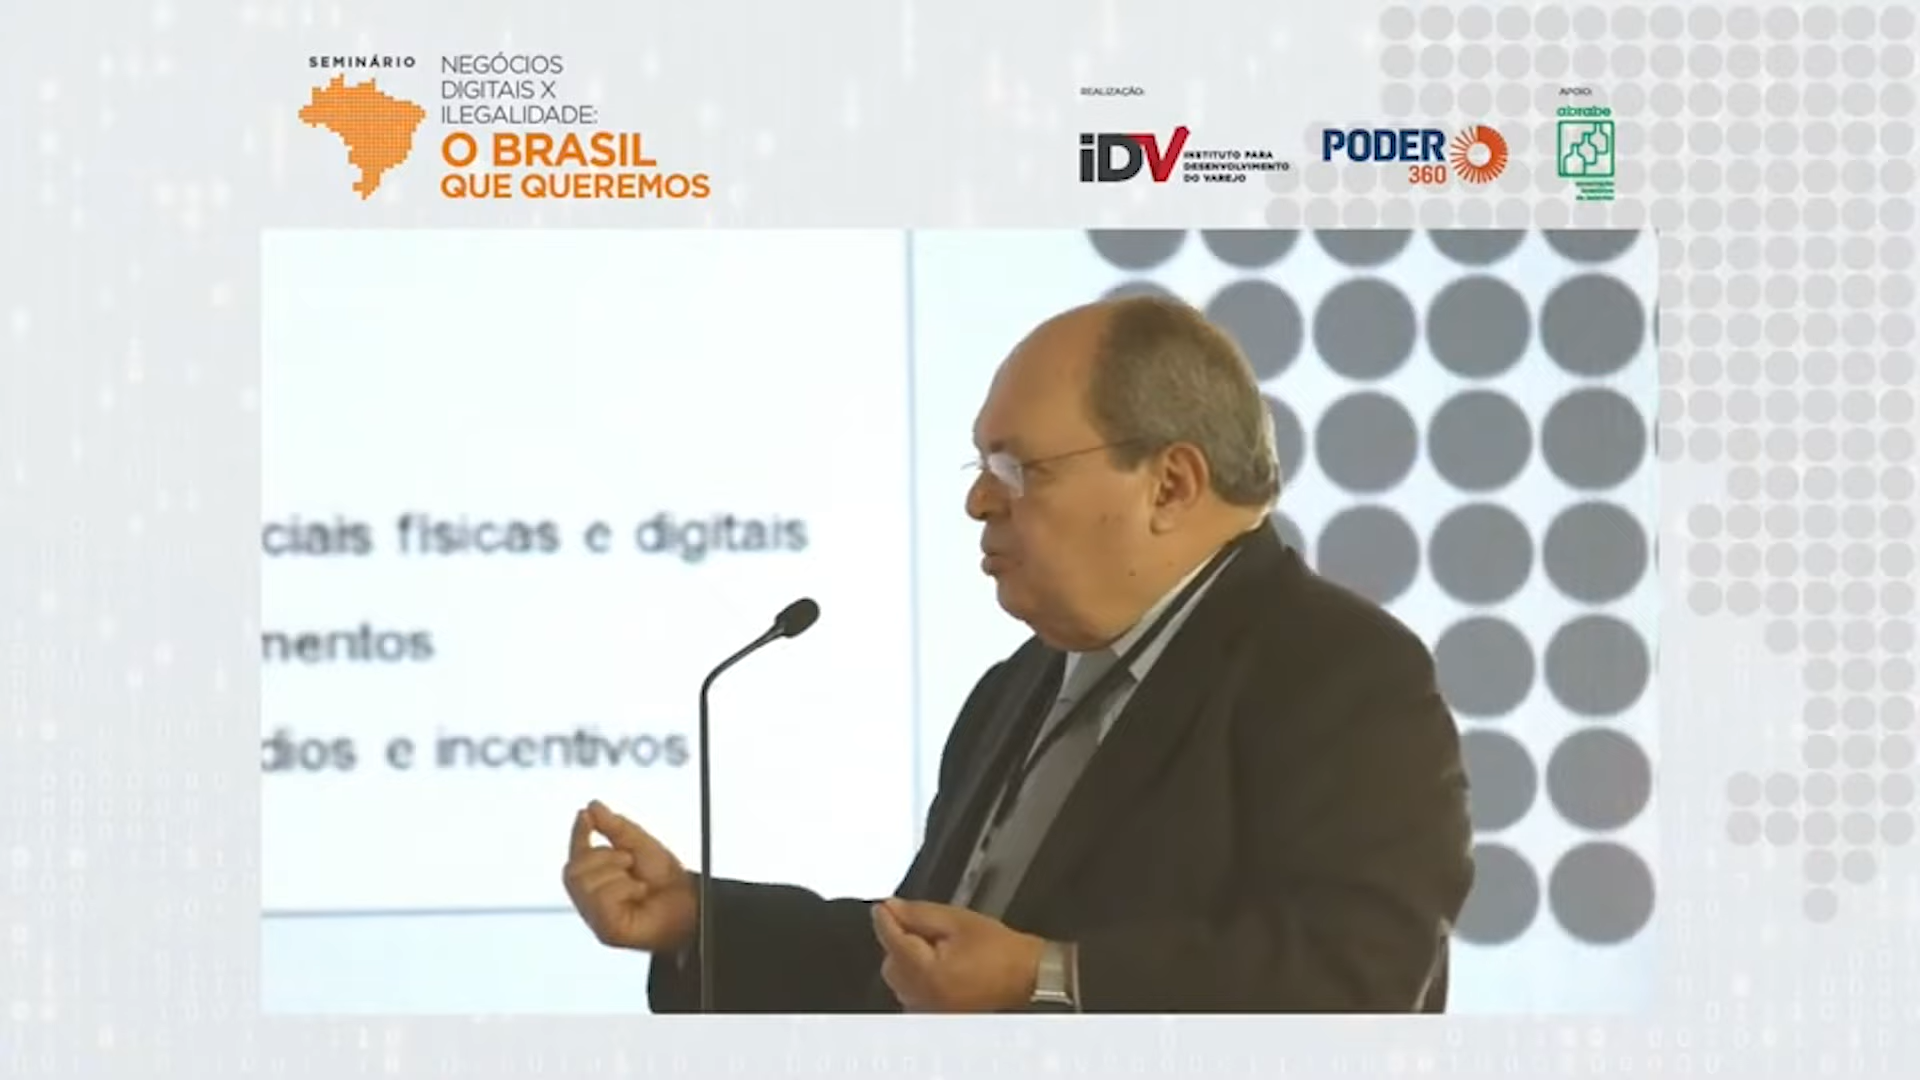 SEMINÁRIO
NEGÓCIOS
DIGITAIS X
ILEGALIDADE:
O BRASIL
QUE QUEREMOS
REALIZAÇÃO:
iDV
INSTITUTO PARA
DESENVOLVIMENTO
DO VAREJO
PODER
360
APOIO:
abrabe
ciais físicas e digitais
mentos
dios e incentivos